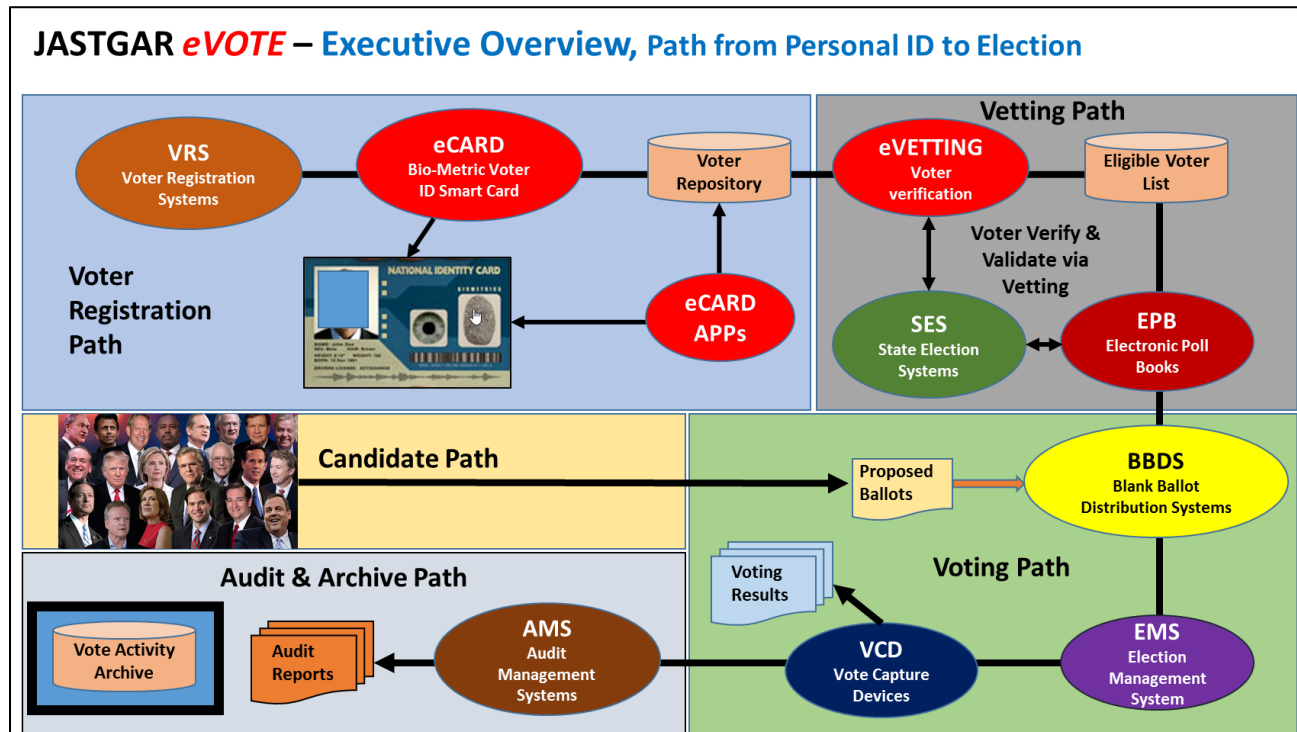 JASTGAR eVOTE – Executive Overview, Path from Personal ID to Election
VRS
Voter Registration
Systems
eCARD
Bio-Metric Voter
ID Smart Card
Voter
Repository
Voter
Registration
Path
NATIONAL IDENTITY CARD
BIOMETRICS
eCARD
APPs
Vetting Path
eVETTING
Voter
verification
Eligible Voter
List
Voter Verify &
Validate via
Vetting
SES
State Election
Systems
EPB
Electronic Poll
Books
Candidate Path
Proposed
Ballots
BBDS
Blank Ballot
Distribution Systems
Voting Path
Voting
Results
VCD
Vote Capture
Devices
EMS
Election
Management
System
Audit & Archive Path
Vote Activity
Archive
Audit
Reports
AMS
Audit
Management
Systems